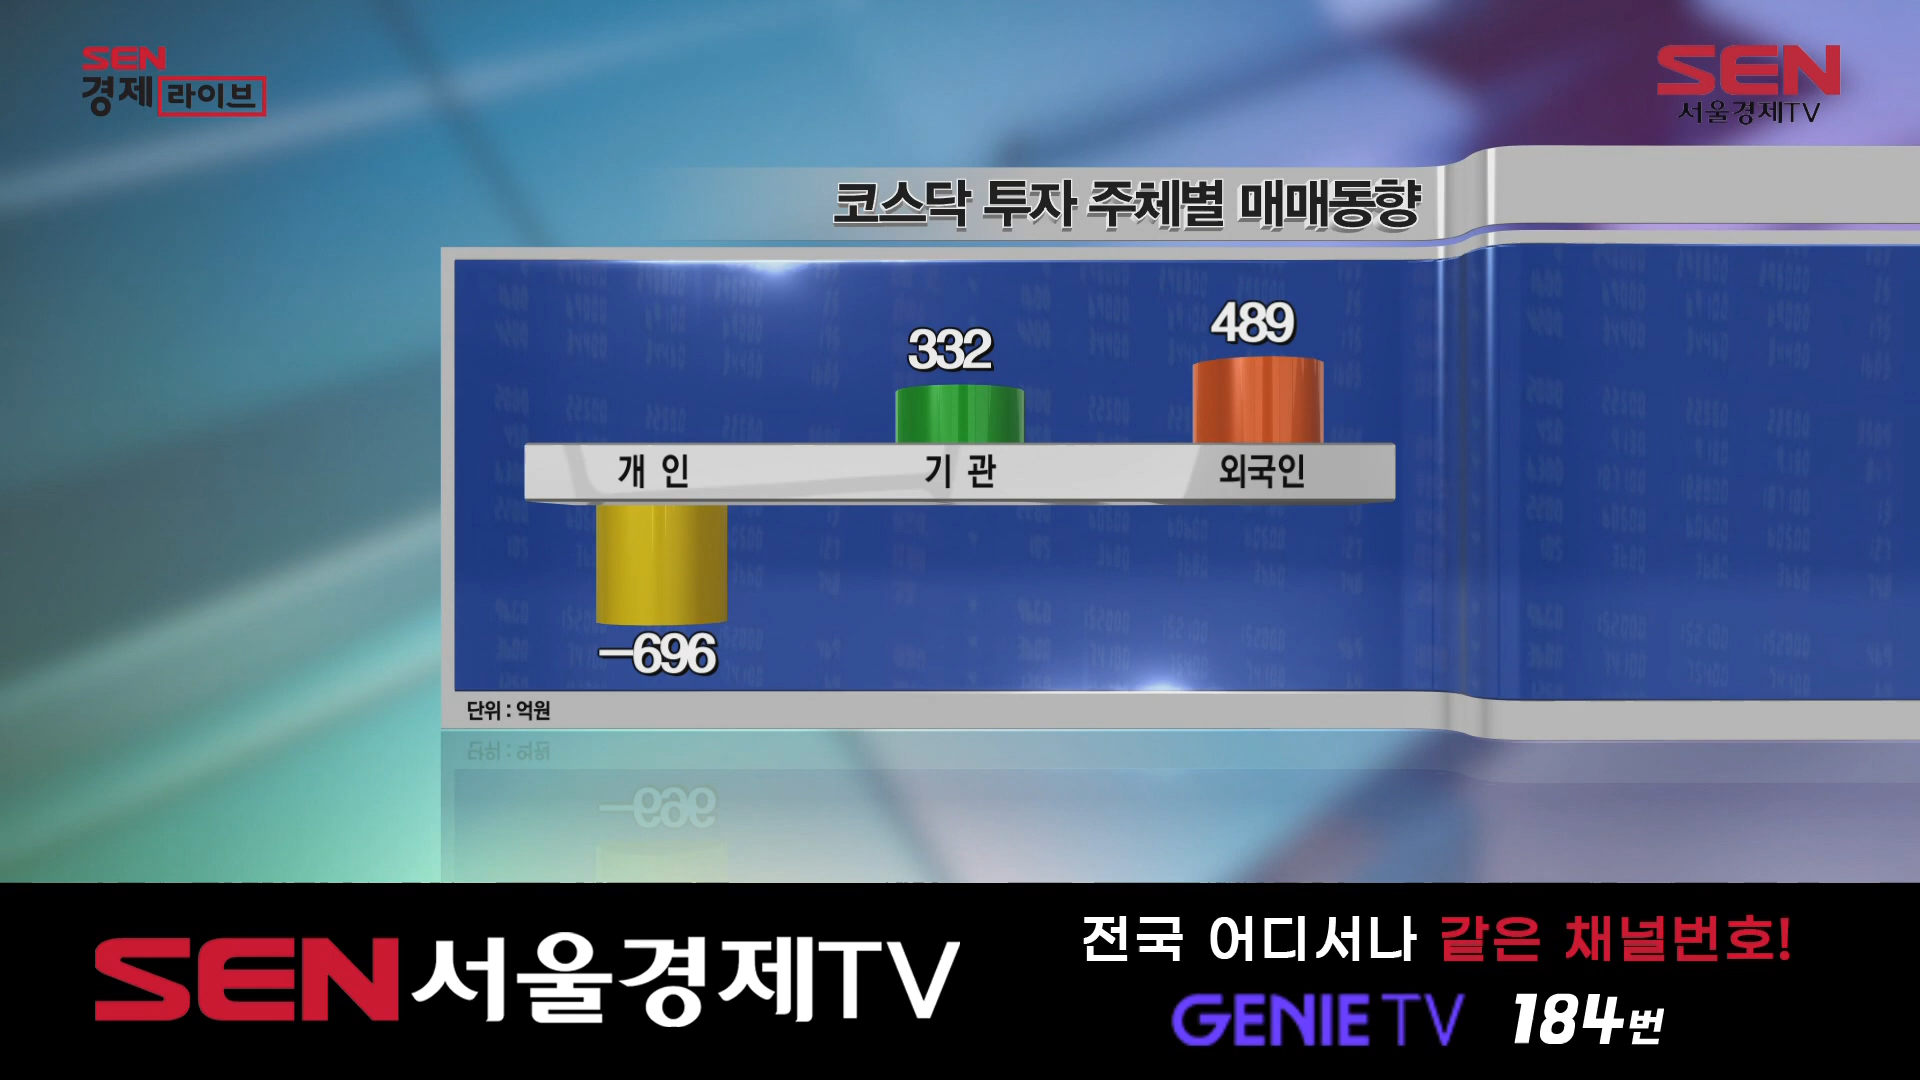 SEN
경제 라이브
SEN
서울경제TV
코스닥 투자 주체별 매매동향
332
489
개 인
기 관
외국인
-696
단위 : 억원
SEN 서울경제TV
전국 어디서나 같은 채널번호!
GENIE TV 184번